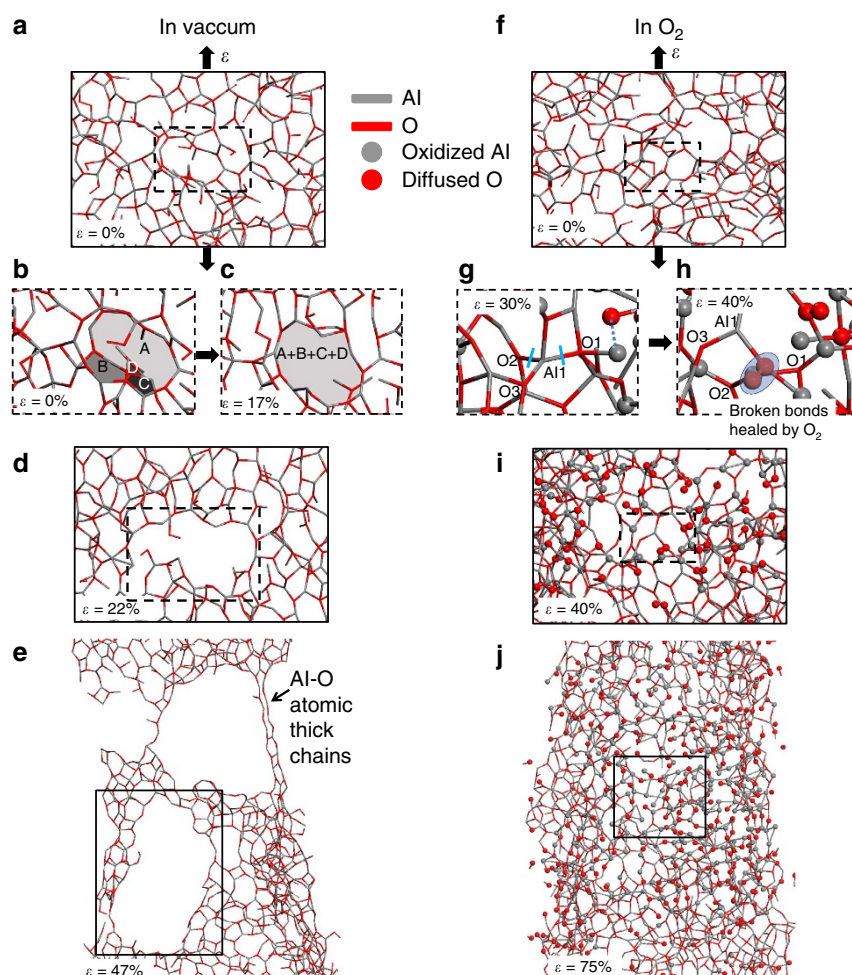 a
In vaccum
ε
ε = 0%
Al
O
Oxidized Al
Diffused O
f
In O₂
ε
ε = 0%
b
A
B
D
C
ε = 0%
c
A+B+C+D
ε = 17%
g
ε = 30%
O2
O1
Al1
O3
h
ε = 40%
Al1
O3
O1
O2
Broken bonds
healed by O₂
d
ε = 22%
i
ε = 40%
e
Al-O
atomic
thick
chains
ε = 47%
j
ε = 75%